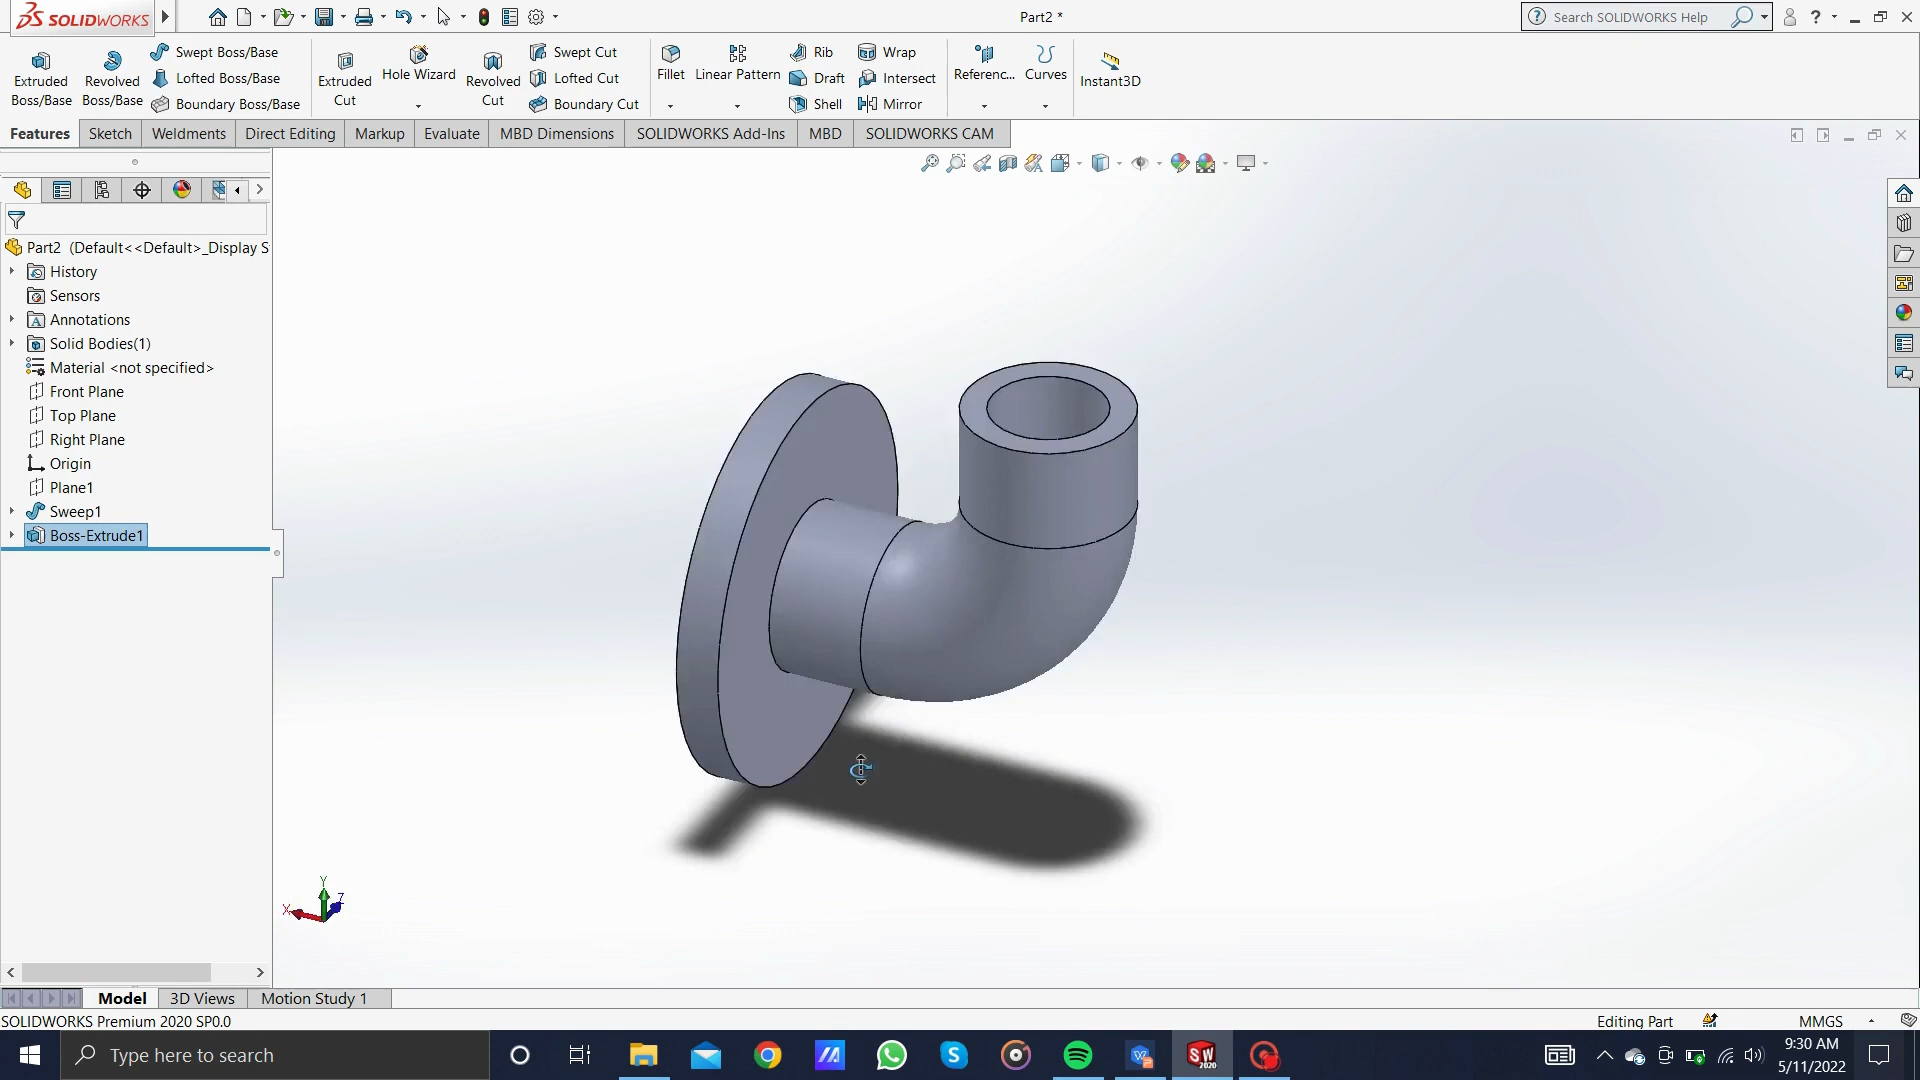 SOLIDWORKS
Part2 *
Search SOLIDWORKS Help
Extruded Boss/Base
Revolved Boss/Base
Swept Boss/Base
Lofted Boss/Base
Boundary Boss/Base
Extruded Cut
Hole Wizard
Revolved Cut
Swept Cut
Lofted Cut
Boundary Cut
Fillet
Linear Pattern
Rib
Draft
Shell
Wrap
Intersect
Mirror
Referenc...
Curves
Instant3D
Features
Sketch
Weldments
Direct Editing
Markup
Evaluate
MBD Dimensions
SOLIDWORKS Add-Ins
MBD
SOLIDWORKS CAM
Part2 (Default<<Default>_Display S
History
Sensors
Annotations
Solid Bodies(1)
Material <not specified>
Front Plane
Top Plane
Right Plane
Origin
Plane1
Sweep1
Boss-Extrude1
Y
X
Z
Model
3D Views
Motion Study 1
SOLIDWORKS Premium 2020 SP0.0
Editing Part
MMGS
Type here to search
SW
2020
9:30 AM
5/11/2022